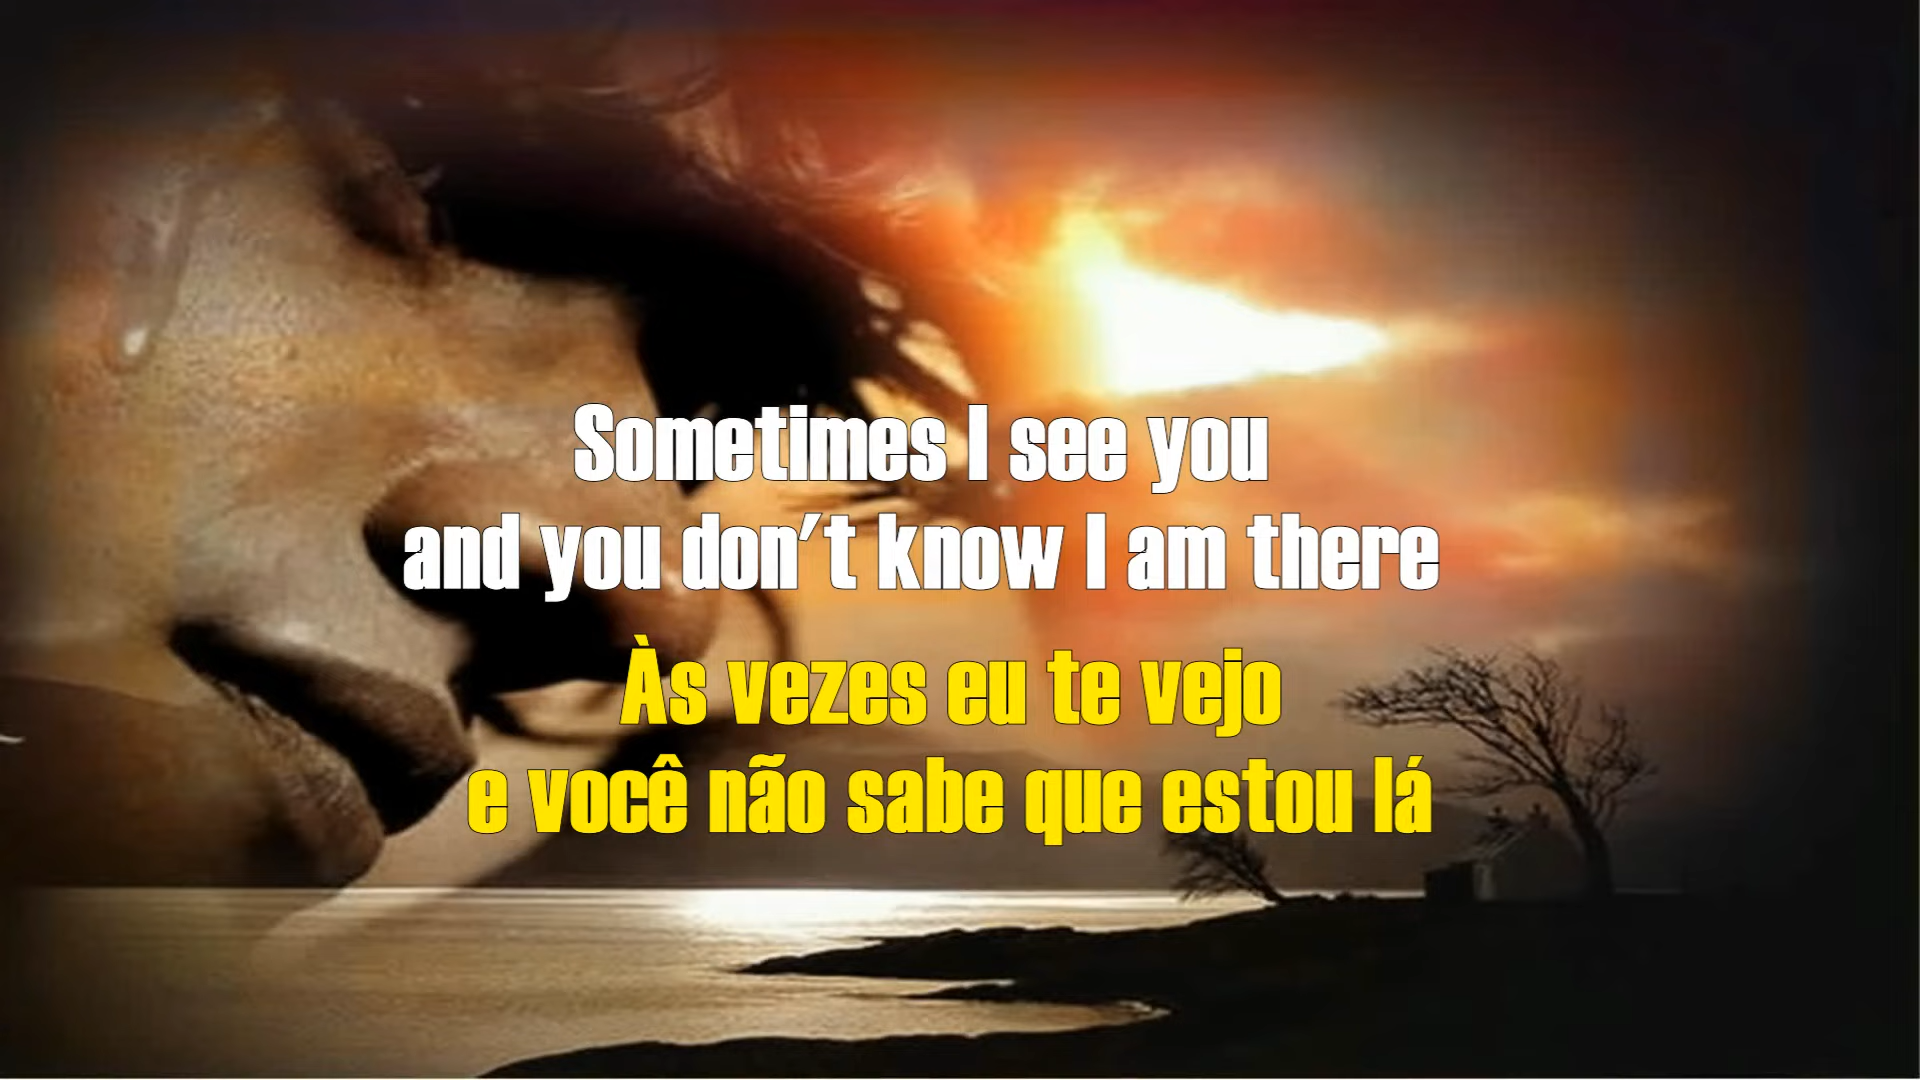 Sometimes I see you
and you don't know I am there
Às vezes eu te vejo
e você não sabe que estou lá